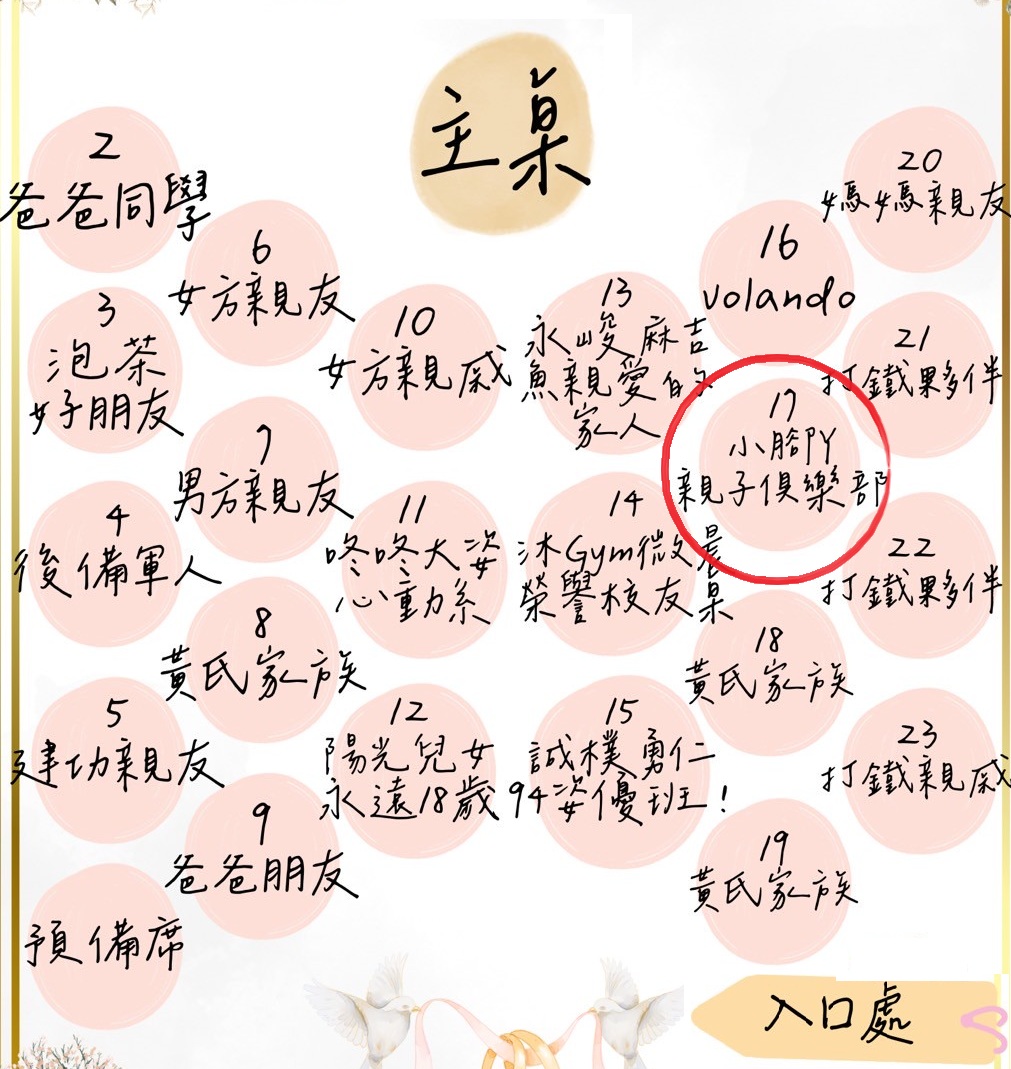 主桌
2
爸爸同學
3
泡茶
好朋友
4
後備軍人
5
建功親友
預備席
6
女方親友
7
男方親友
8
黃氏家族
9
爸爸朋友
10
女方親戚
11
咚咚大姿
心動系
12
陽光兒女
永遠18歲
13
永峻麻吉
魚親愛的
家人
14
沐Gym微晨
榮譽校友桌
15
誠樸勇仁
94姿優班!
16
volando
17
小腳ㄚ
親子俱樂部
18
黃氏家族
19
黃氏家族
20
媽媽親友
21
打鐵夥伴
22
打鐵夥伴
23
打鐵親戚
入口處